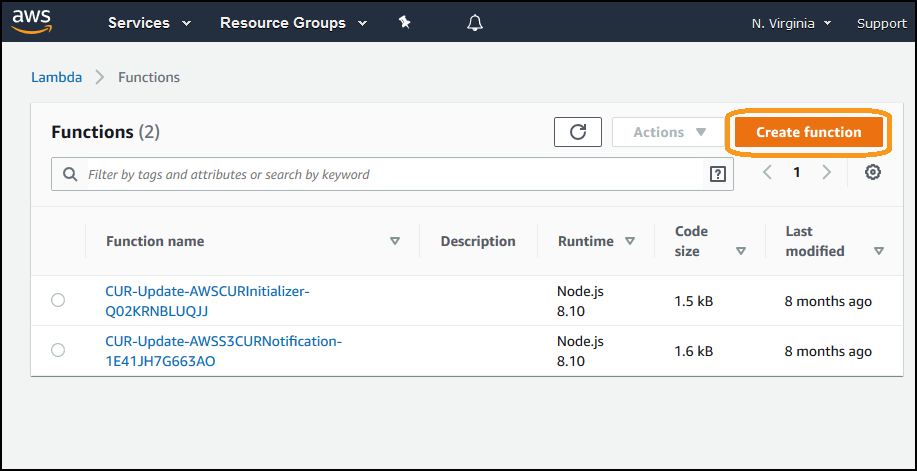 aws Services Resource Groups N. Virginia Support
Lambda Functions
Functions (2) Actions Create function
Filter by tags and attributes or search by keyword ? 1
Function name Description Runtime Code size Last modified
CUR-Update-AWSCURInitializer-
Q02KRNBLUQJJ Node.js 8.10 1.5 kB 8 months ago
CUR-Update-AWSS3CURNotification-
1E41JH7G663AO Node.js 8.10 1.6 kB 8 months ago